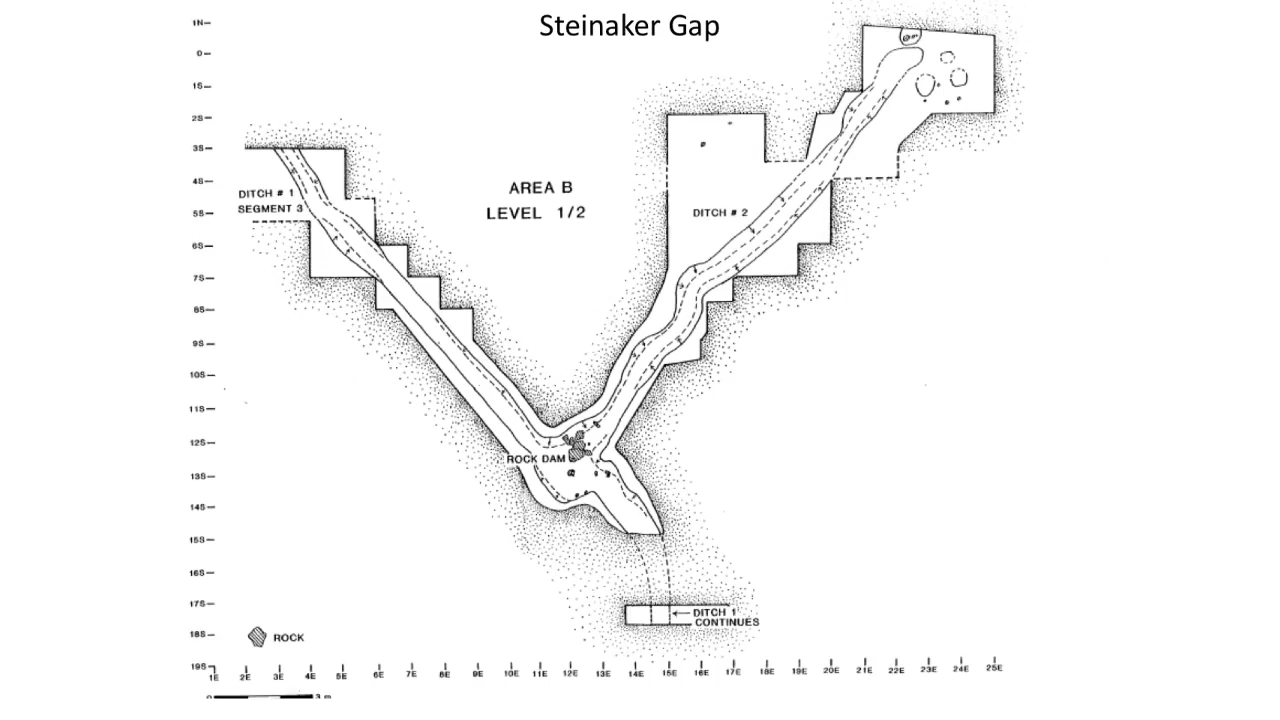 Steinaker Gap
1N
0
1S
2S
3S
4S
5S
6S
7S
8S
9S
10S
11S
12S
13S
14S
15S
16S
17S
18S
19S
DITCH # 1
SEGMENT 3
AREA B
LEVEL 1/2
DITCH # 2
ROCK DAM
DITCH 1
CONTINUES
ROCK
1E 2E 3E 4E 5E 6E 7E 8E 9E 10E 11E 12E 13E 14E 15E 16E 17E 18E 19E 20E 21E 22E 23E 24E 25E
0 3 m